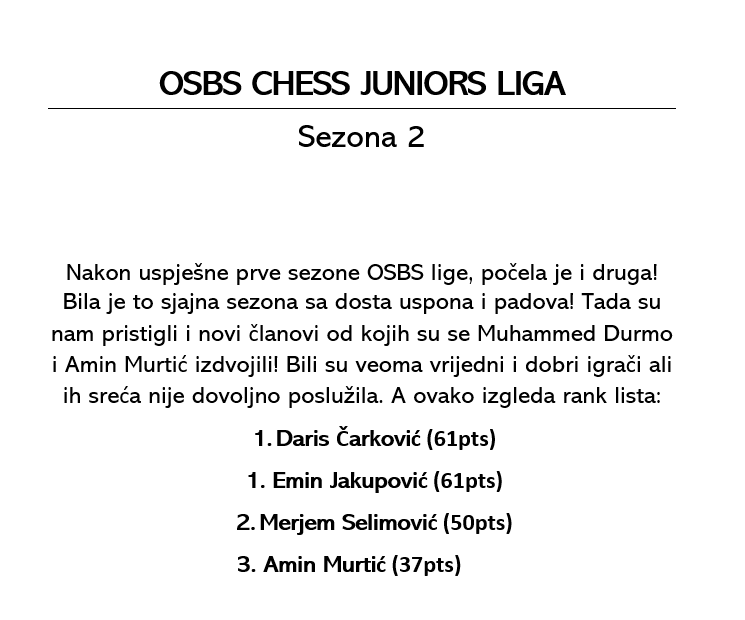 OSBS CHESS JUNIORS LIGA
Sezona 2
Nakon uspješne prve sezone OSBS lige, počela je i druga!
Bila je to sjajna sezona sa dosta uspona i padova! Tada su
nam pristigli i novi članovi od kojih su se Muhammed Durmo
i Amin Murtić izdvojili! Bili su veoma vrijedni i dobri igrači ali
ih sreća nije dovoljno poslužila. A ovako izgleda rank lista:
1. Daris Čarković (61pts)
1. Emin Jakupović (61pts)
2. Merjem Selimović (50pts)
3. Amin Murtić (37pts)